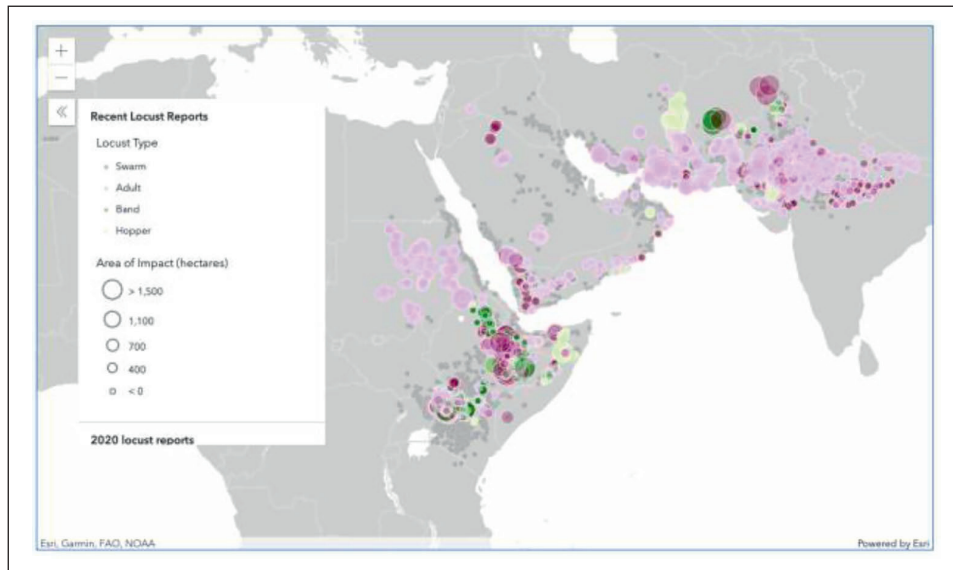 +
−
«
Recent Locust Reports
Locust Type
Swarm
Adult
Band
Hopper
Area of Impact (hectares)
> 1,500
1,100
700
400
< 0
2020 locust reports
Esri, Garmin, FAO, NOAA
Powered by Esri